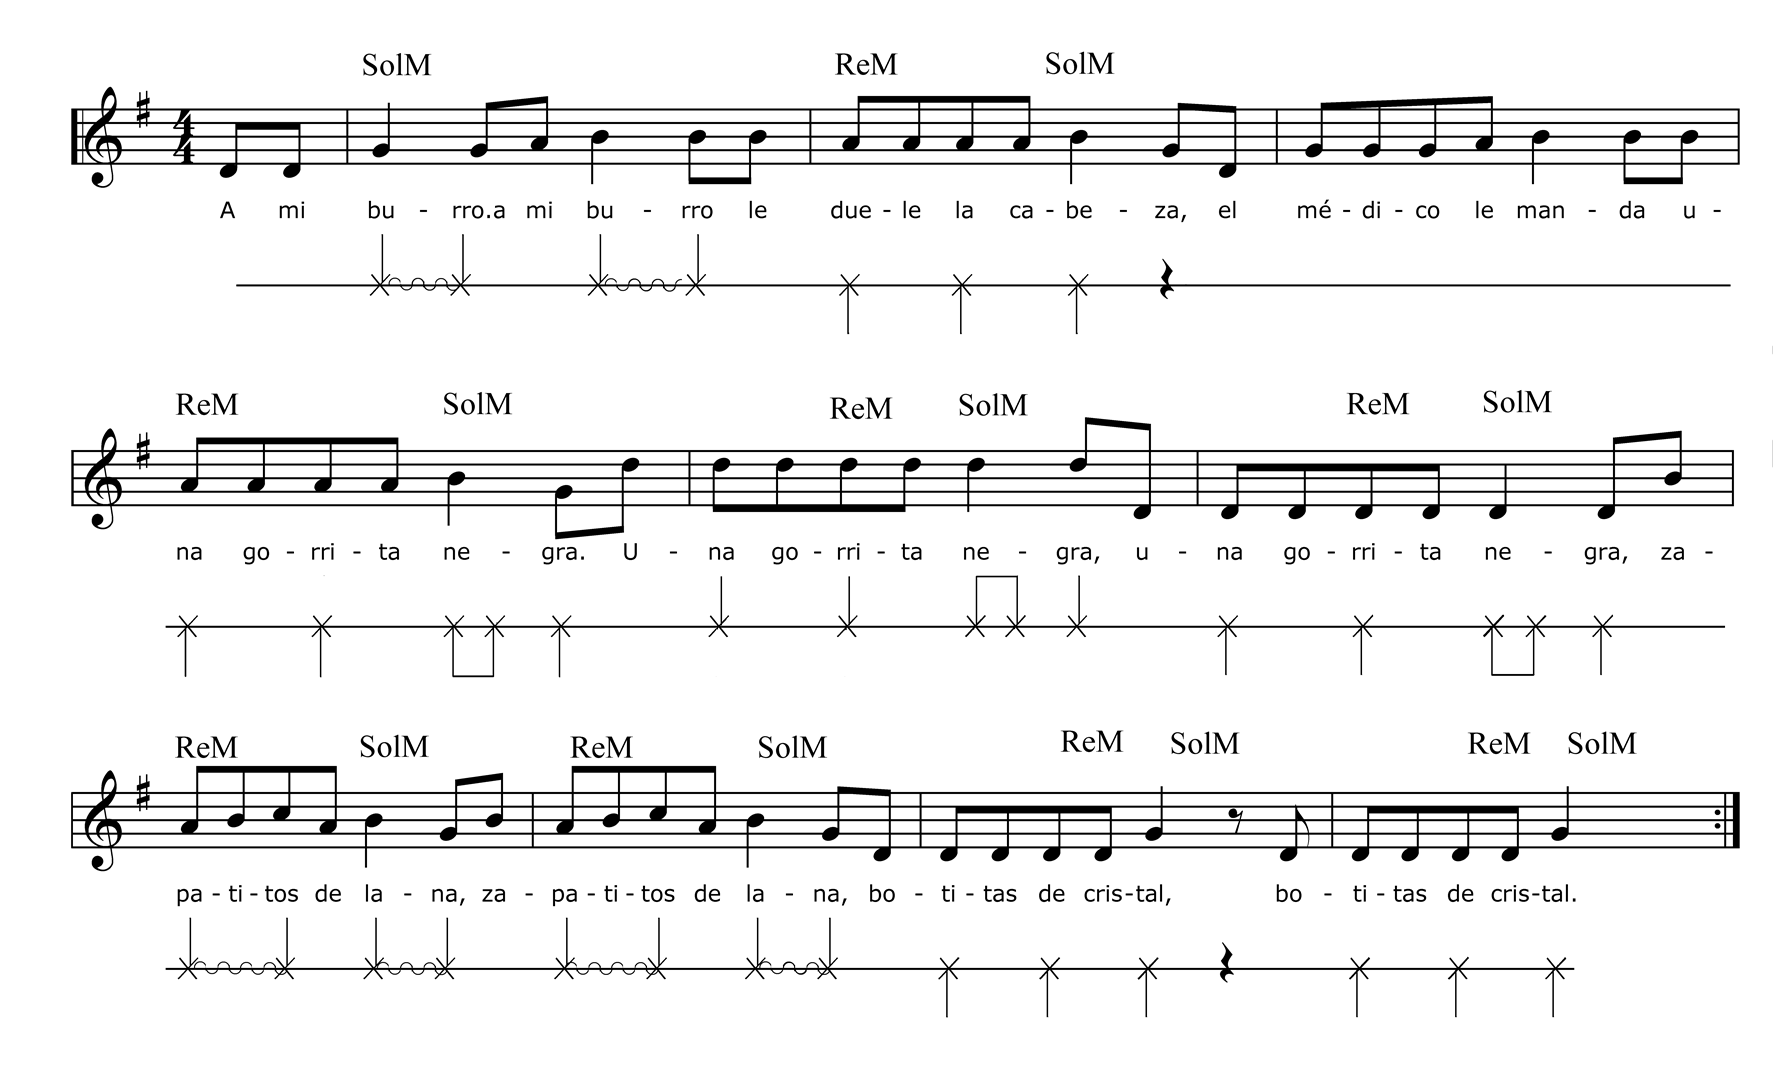 SolM ReM SolM
4
4
A mi bu - rro.a mi bu - rro le due - le la ca - be - za, el mé - di - co le man - da u -
ReM SolM ReM SolM ReM SolM
na go - rri - ta ne - gra. U - na go - rri - ta ne - gra, u - na go - rri - ta ne - gra, za -
ReM SolM ReM SolM ReM SolM ReM SolM
pa - ti - tos de la - na, za - pa - ti - tos de la - na, bo - ti - tas de cris - tal, bo - ti - tas de cris - tal.